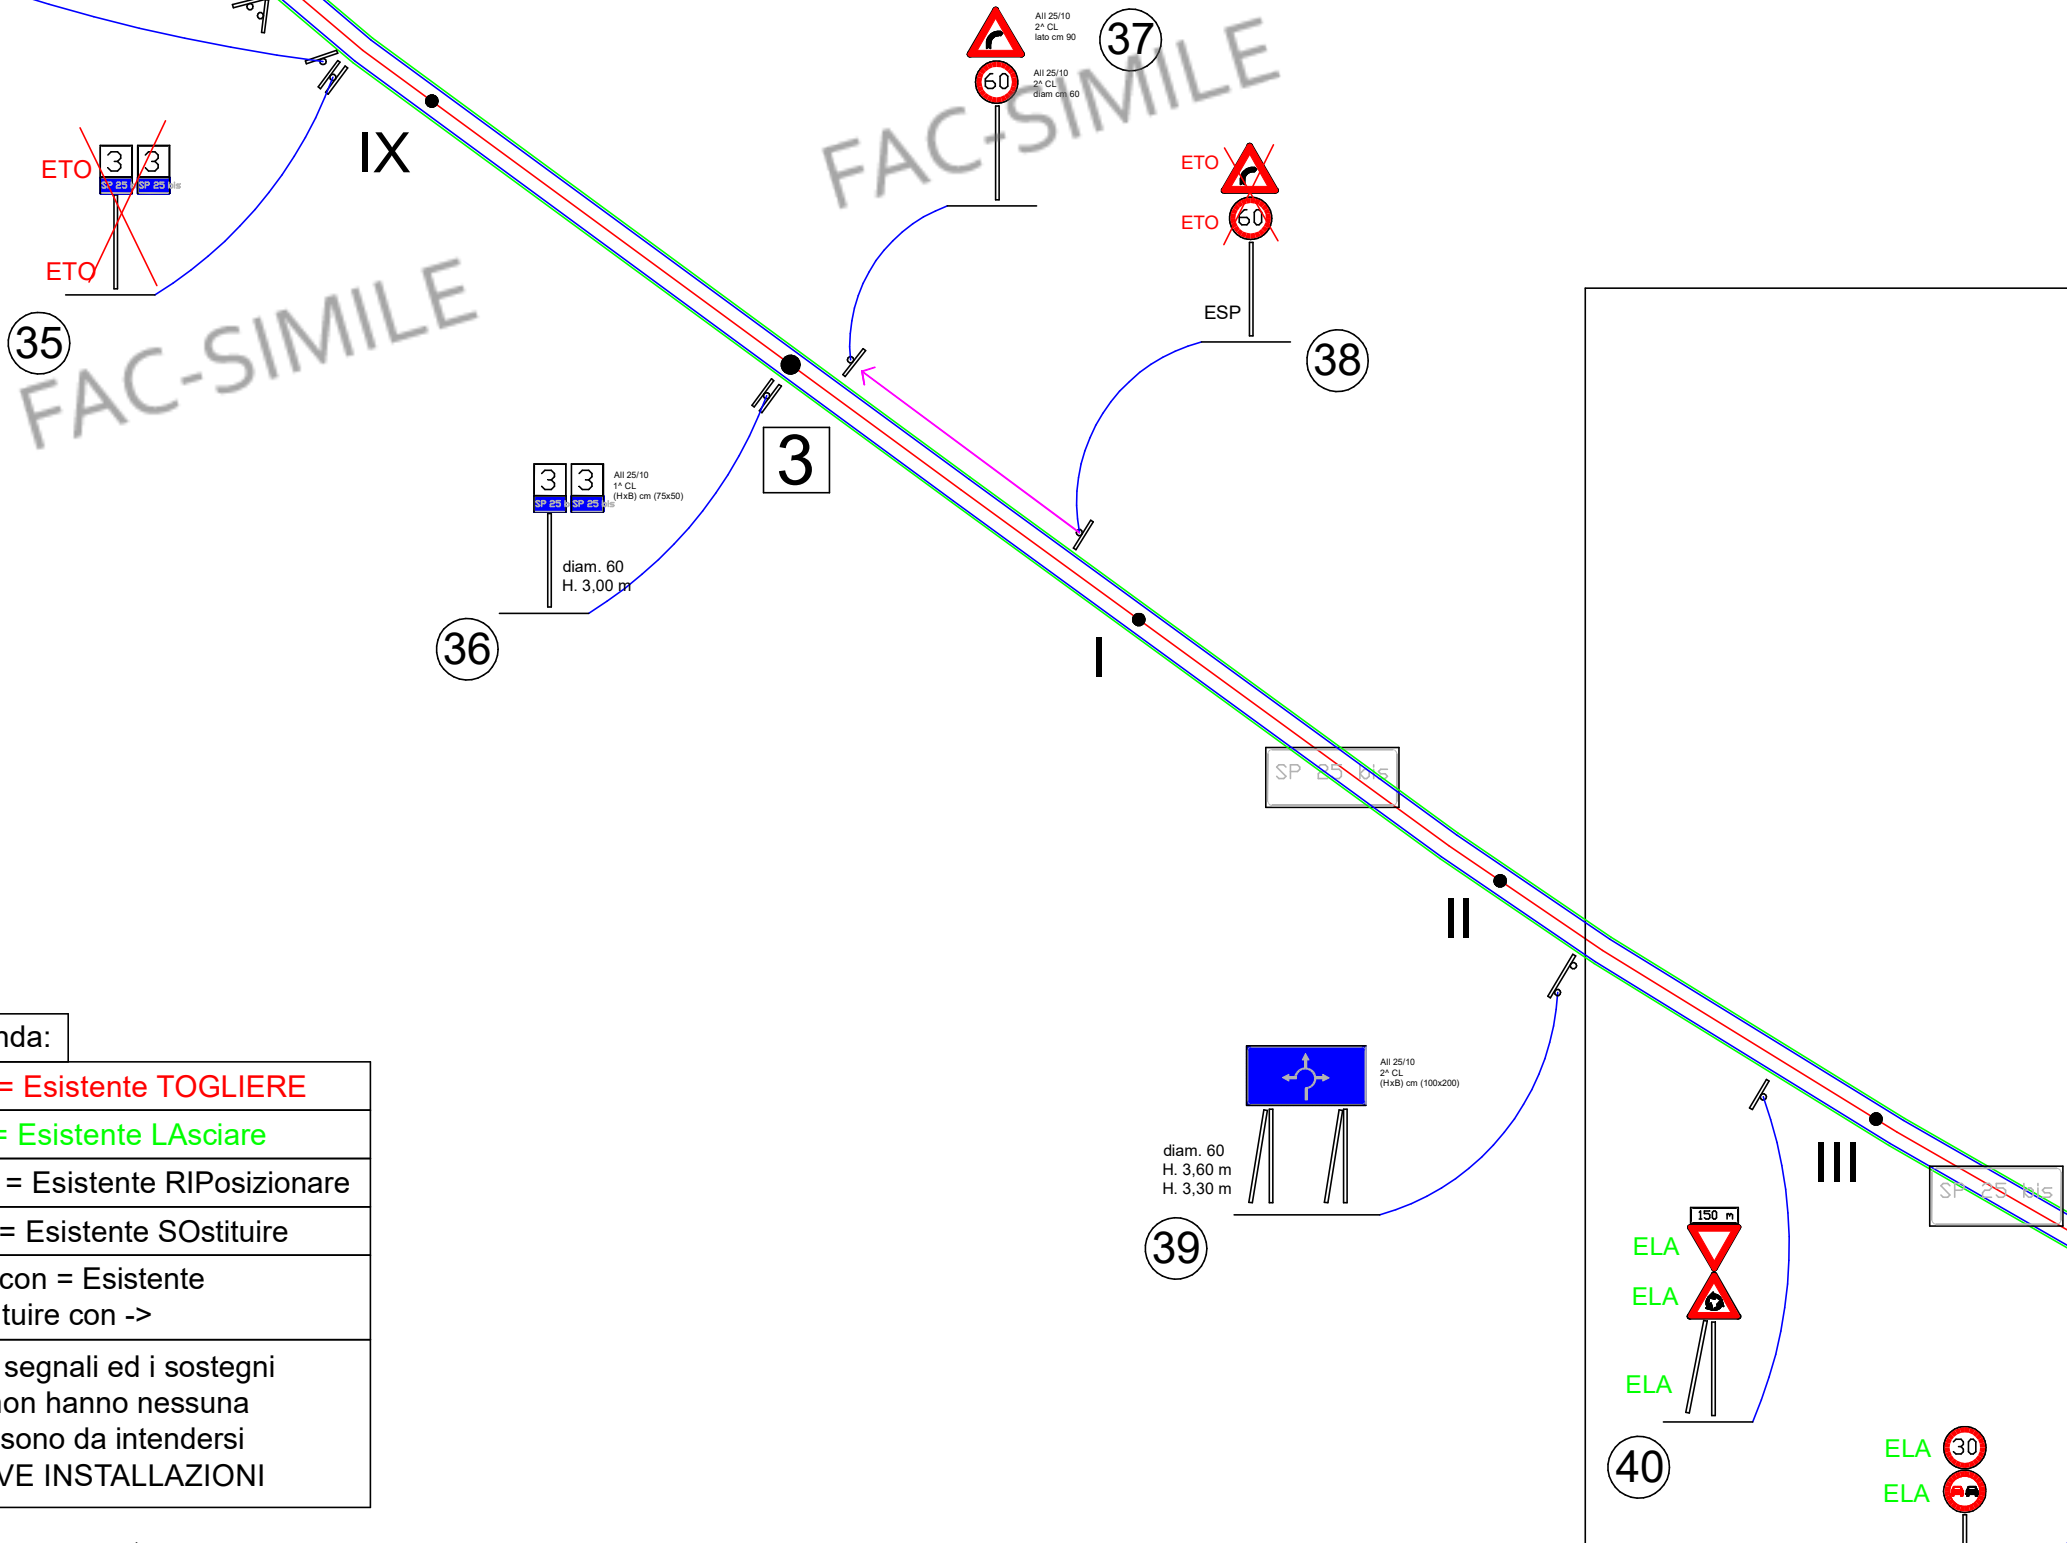 All 25/10
2^ CL
lato cm 90
37
60
All 25/10
2^ CL
diam cm 60
FAC-SIMILE
IX
ETO
3 3
SP 25 bis
ETO
35
FAC-SIMILE
ETO
ETO
60
ESP
38
3
3 3
SP 25 SP 25 bis
All 25/10
1^ CL
(HxB) cm (75x50)
diam. 60
H. 3,00 m
36
I
SP 25 bis
II
nda:
= Esistente TOGLIERE
= Esistente LAsciare
= Esistente RIPosizionare
= Esistente SOstituire
con = Esistente
tuire con ->
segnali ed i sostegni
non hanno nessuna
sono da intendersi
VE INSTALLAZIONI
All 25/10
2^ CL
(HxB) cm (100x200)
diam. 60
H. 3,60 m
H. 3,30 m
39
III
SP 25 bis
150 m
ELA
ELA
ELA
40
ELA
30
ELA